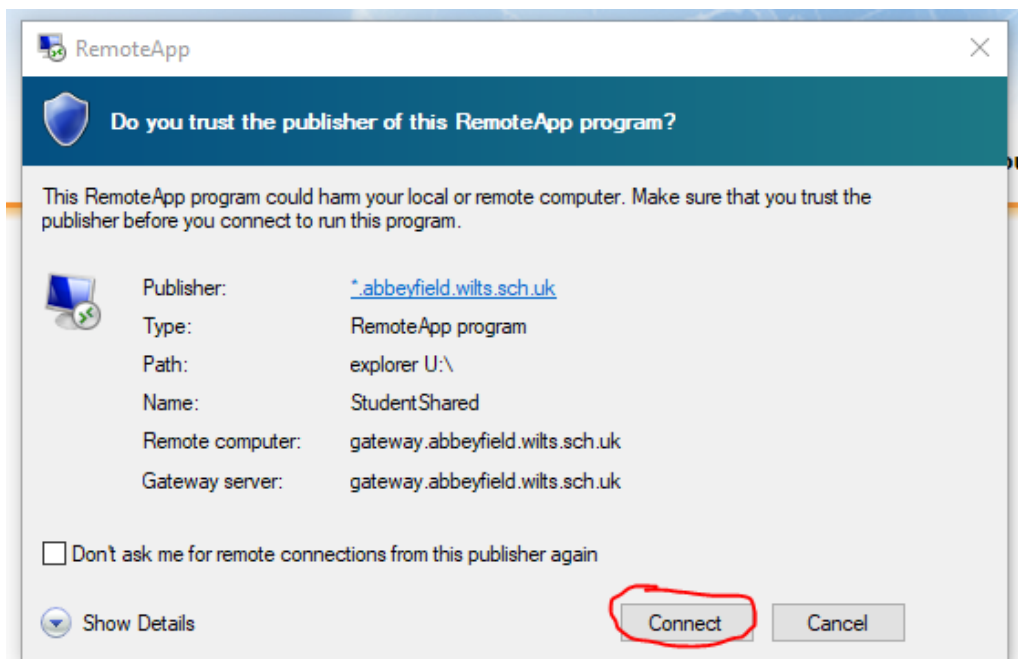 RemoteApp
Do you trust the publisher of this RemoteApp program?
This RemoteApp program could harm your local or remote computer. Make sure that you trust the
publisher before you connect to run this program.
Publisher: *.abbeyfield.wilts.sch.uk
Type: RemoteApp program
Path: explorer U:\
Name: StudentShared
Remote computer: gateway.abbeyfield.wilts.sch.uk
Gateway server: gateway.abbeyfield.wilts.sch.uk
Don't ask me for remote connections from this publisher again
Show Details Connect Cancel